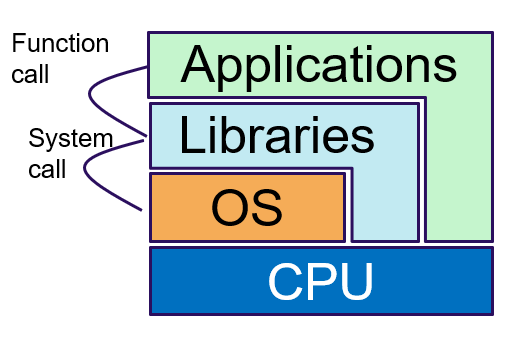 Function
call
Applications
System
call
Libraries
OS
CPU